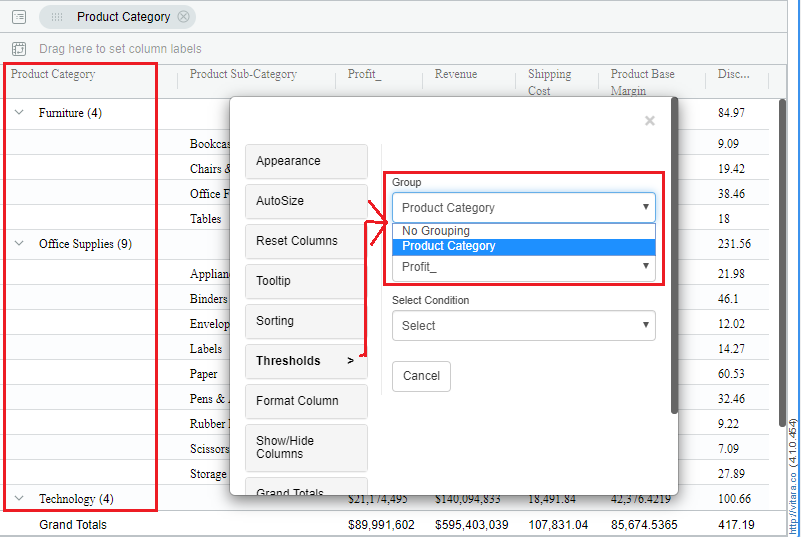 Product Category
Drag here to set column labels
Product Category Product Sub-Category Profit_ Revenue Shipping Cost Product Base Margin Disc...
Furniture (4) 84.97
9.09
Chairs & 19.42
Office F 38.46
Tables 18
Office Supplies (9) 231.56
21.98
Binders 46.1
12.02
Labels 14.27
Paper 60.53
Pens & 32.46
Rubber 9.22
Scissors 7.09
Storage 27.89
Technology (4) $21,174,495 $140,094,833 18,491.84 42,376.4219 100.66
Grand Totals $89,991,602 $595,403,039 107,831.04 85,674.5365 417.19
×
Appearance
AutoSize
Reset Columns
Tooltip
Sorting
Thresholds >
Format Column
Show/Hide
Columns
Grand Totals
Group
Product Category
No Grouping
Product Category
Profit_
Select Condition
Select
Cancel
http://vitara.co (4.1.0.454)